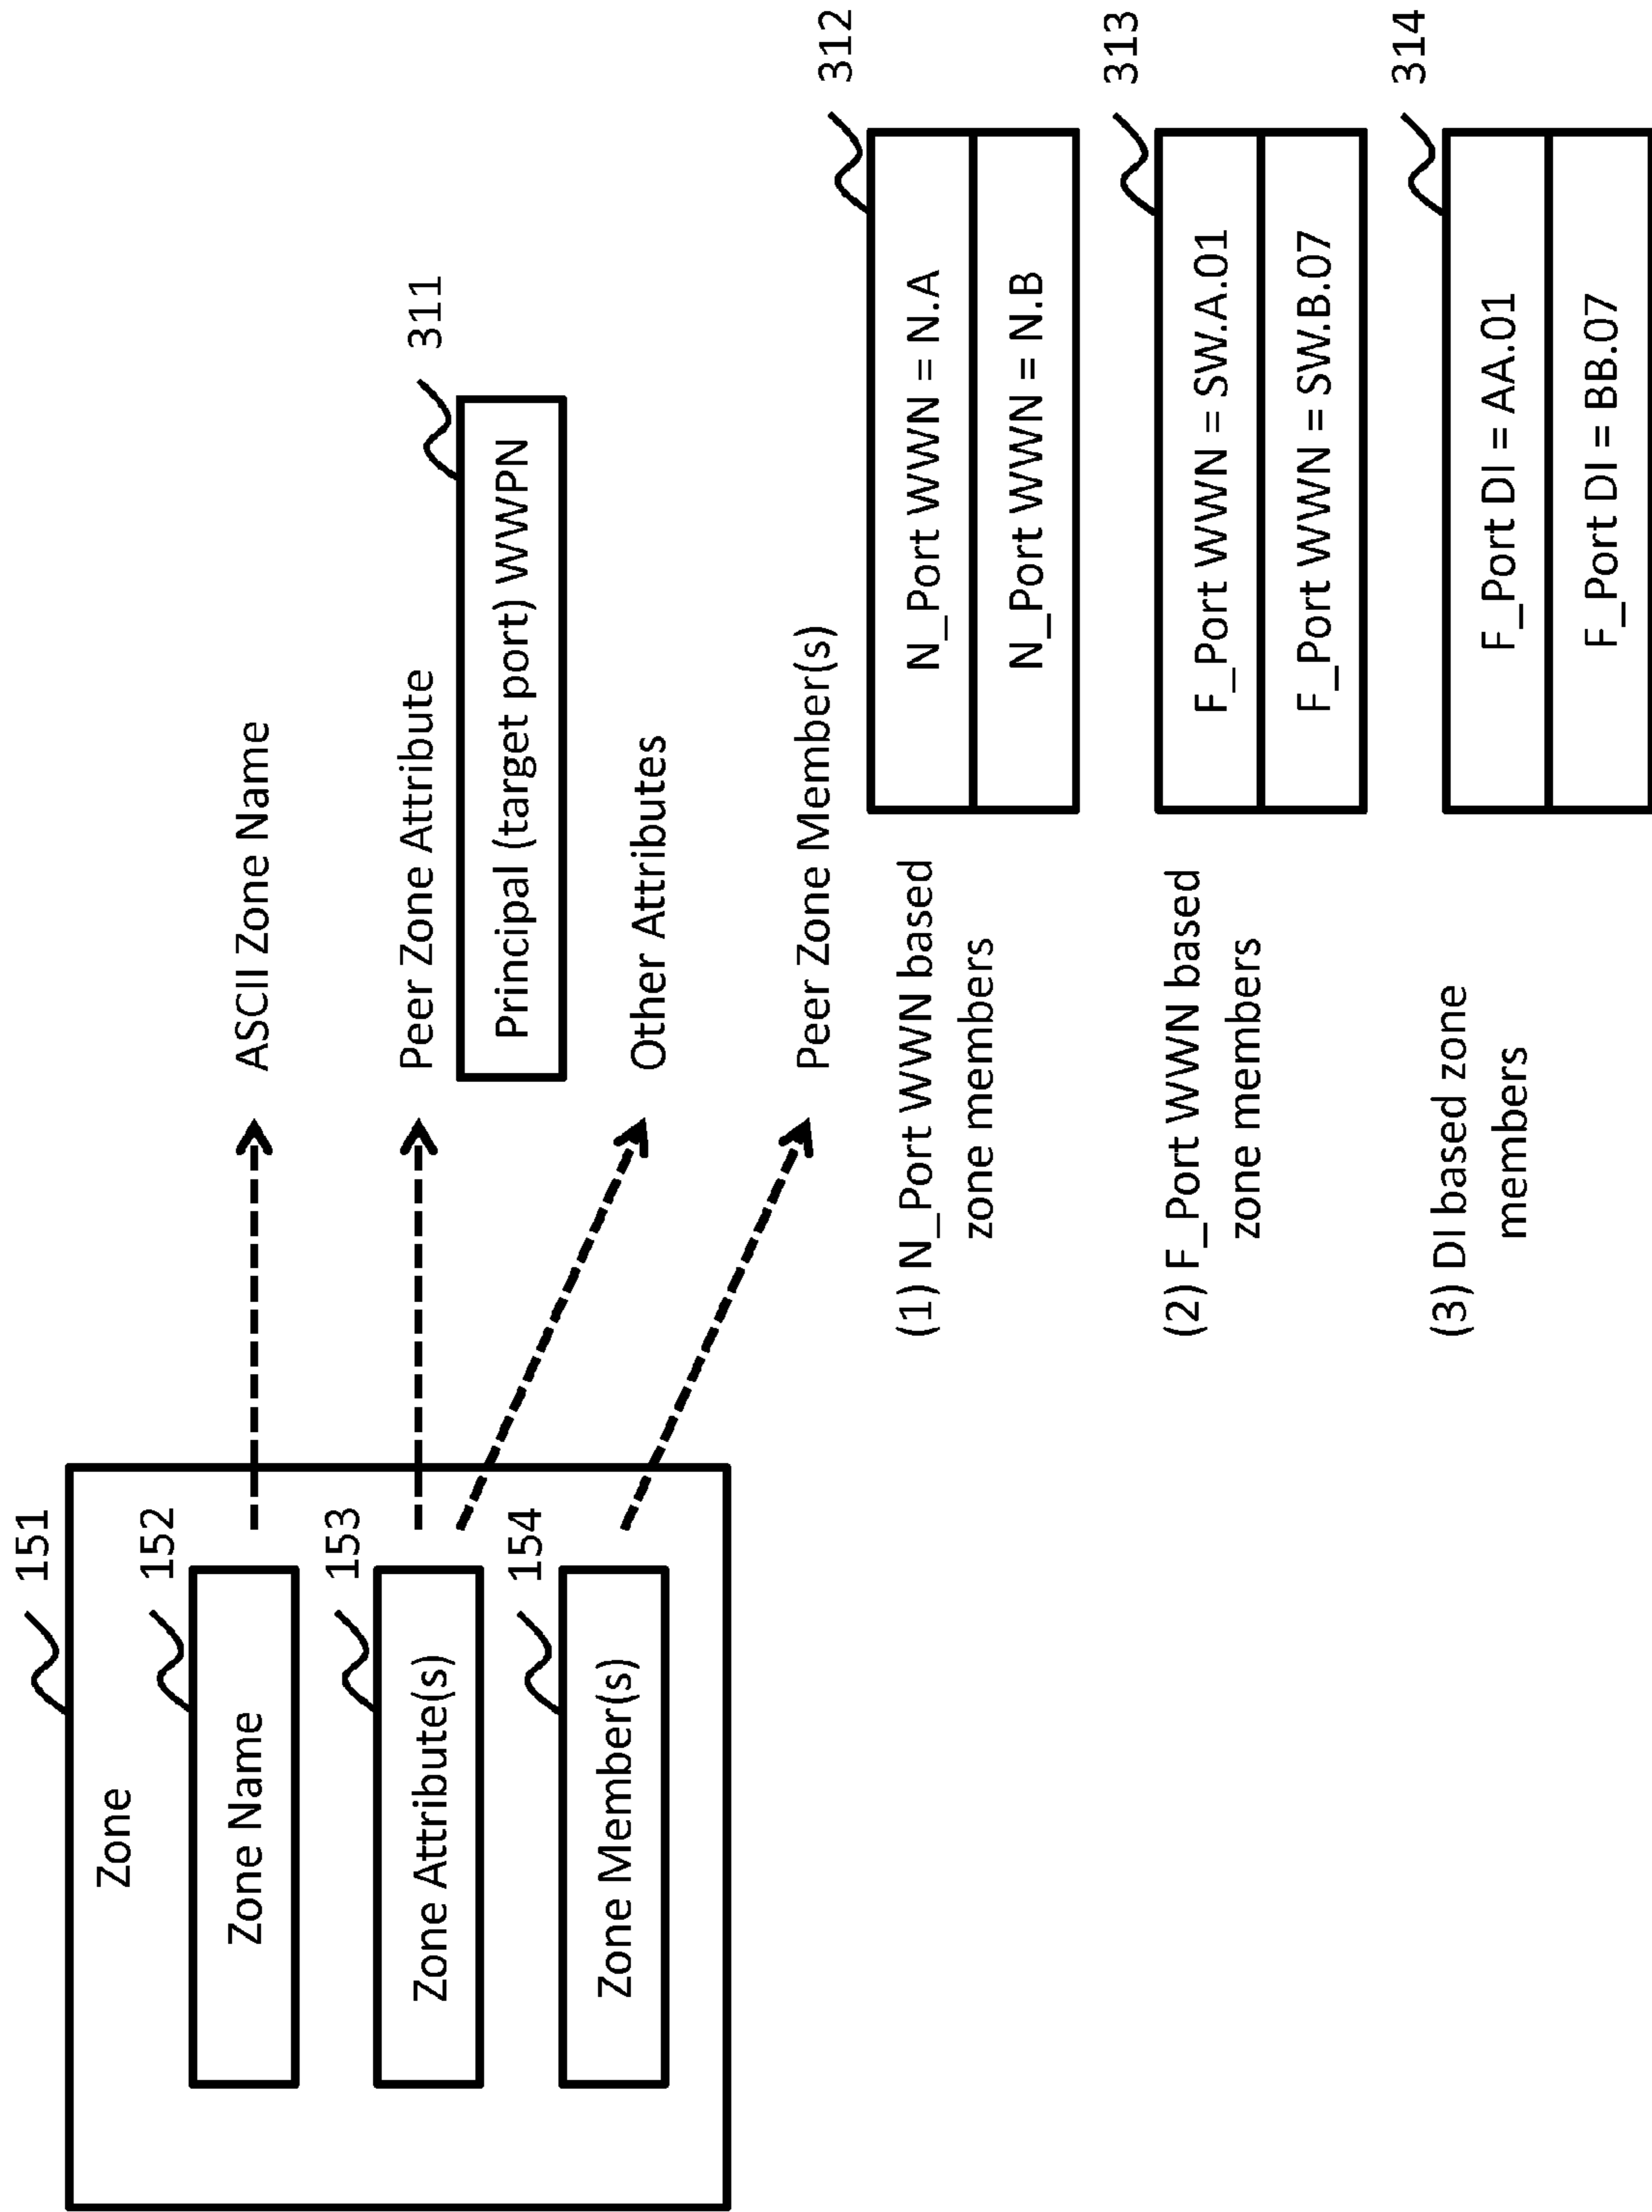 151
Zone
152
Zone Name
153
Zone Attribute(s)
154
Zone Member(s)
ASCII Zone Name
Peer Zone Attribute
311
Principal (target port) WWPN
Other Attributes
Peer Zone Member(s)
(1) N_Port WWN based
zone members
312
N_Port WWN = N.A
N_Port WWN = N.B
(2) F_Port WWN based
zone members
313
F_Port WWN = SW.A.01
F_Port WWN = SW.B.07
(3) DI based zone
members
314
F_Port DI = AA.01
F_Port DI = BB.07